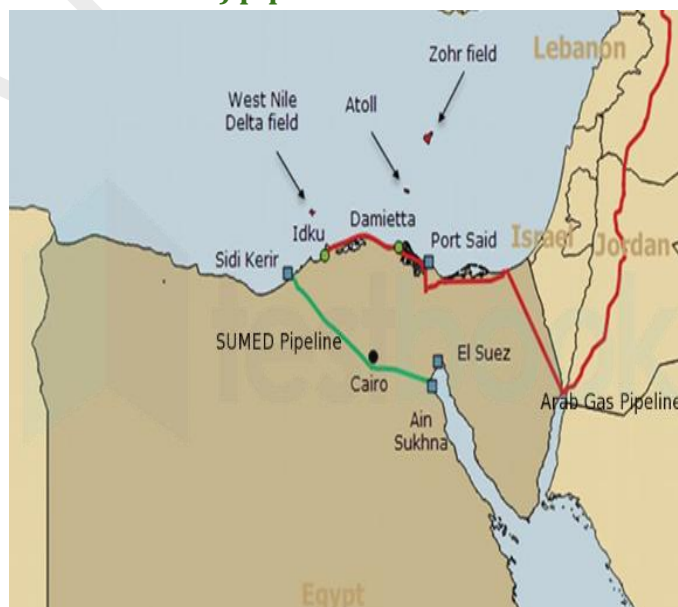 Lebanon
Zohr field
West Nile
Delta field
Atoll
Damietta
Idku
Port Said
Israel
Jordan
Sidi Kerir
SUMED Pipeline
El Suez
Cairo
Arab Gas Pipeline
Ain
Sukhna
Egypt
testbook